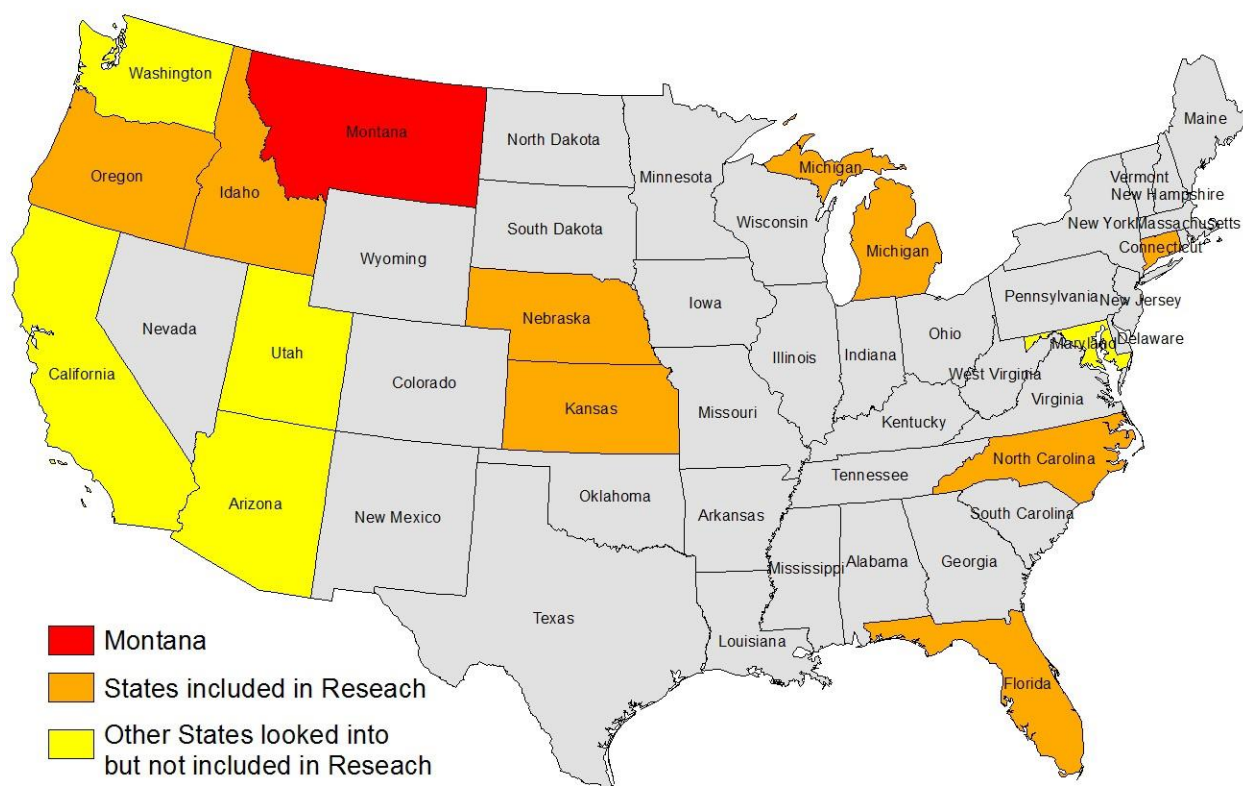 Washington
Montana
North Dakota
Minnesota
Maine
Oregon
Idaho
Michigan
Vermont
New Hampshire
Wisconsin
South Dakota
New York
Massachusetts
Wyoming
Michigan
Connecticut
Iowa
Pennsylvania
New Jersey
Nebraska
Nevada
Ohio
Delaware
Maryland
Utah
Illinois
Indiana
California
Colorado
West Virginia
Virginia
Kansas
Missouri
Kentucky
North Carolina
Tennessee
Oklahoma
Arizona
New Mexico
Arkansas
South Carolina
Mississippi
Alabama
Georgia
Texas
Louisiana
Florida
Montana
States included in Reseach
Other States looked into
but not included in Reseach